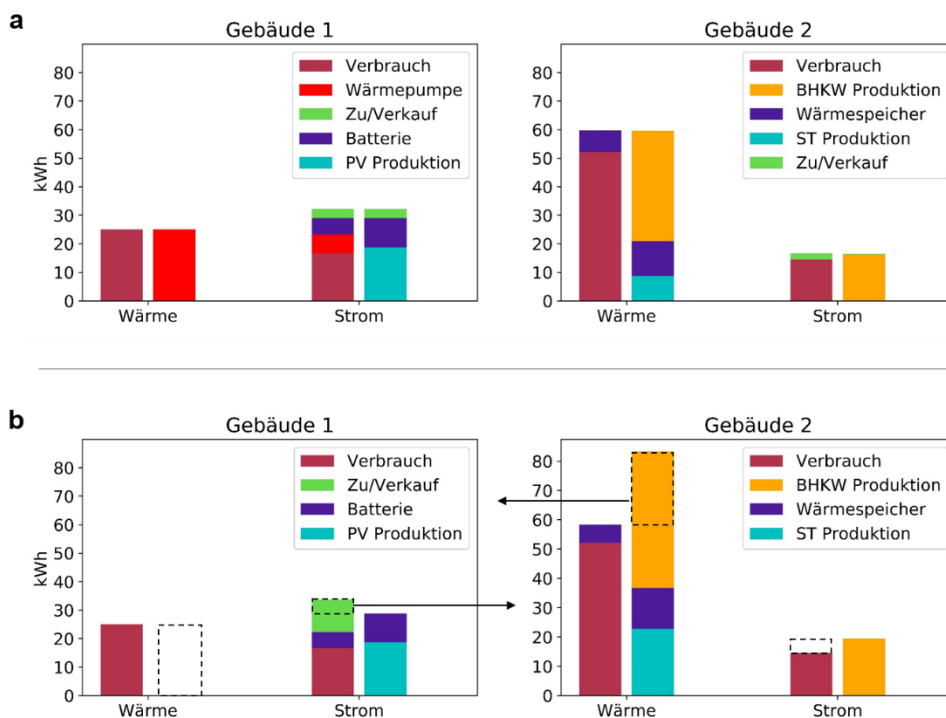 a
Gebäude 1
kWh
80
70
60
50
40
30
20
10
0
Wärme
Strom
Verbrauch
Wärmepumpe
Zu/Verkauf
Batterie
PV Produktion
Gebäude 2
80
70
60
50
40
30
20
10
0
Wärme
Strom
Verbrauch
BHKW Produktion
Wärmespeicher
ST Produktion
Zu/Verkauf
b
Gebäude 1
kWh
80
70
60
50
40
30
20
10
0
Wärme
Strom
Verbrauch
Zu/Verkauf
Batterie
PV Produktion
Gebäude 2
80
70
60
50
40
30
20
10
0
Wärme
Strom
Verbrauch
BHKW Produktion
Wärmespeicher
ST Produktion